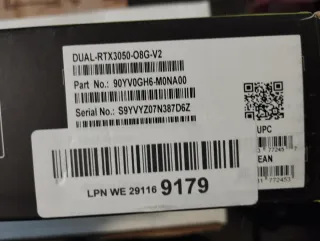 DUAL-RTX3050-O8G-V2
Part No.: 90YV0GH6-M0NA00
Serial No.: S9YVYZ07N387D6Z
UPC
EAN
LPN WE 29116 9179